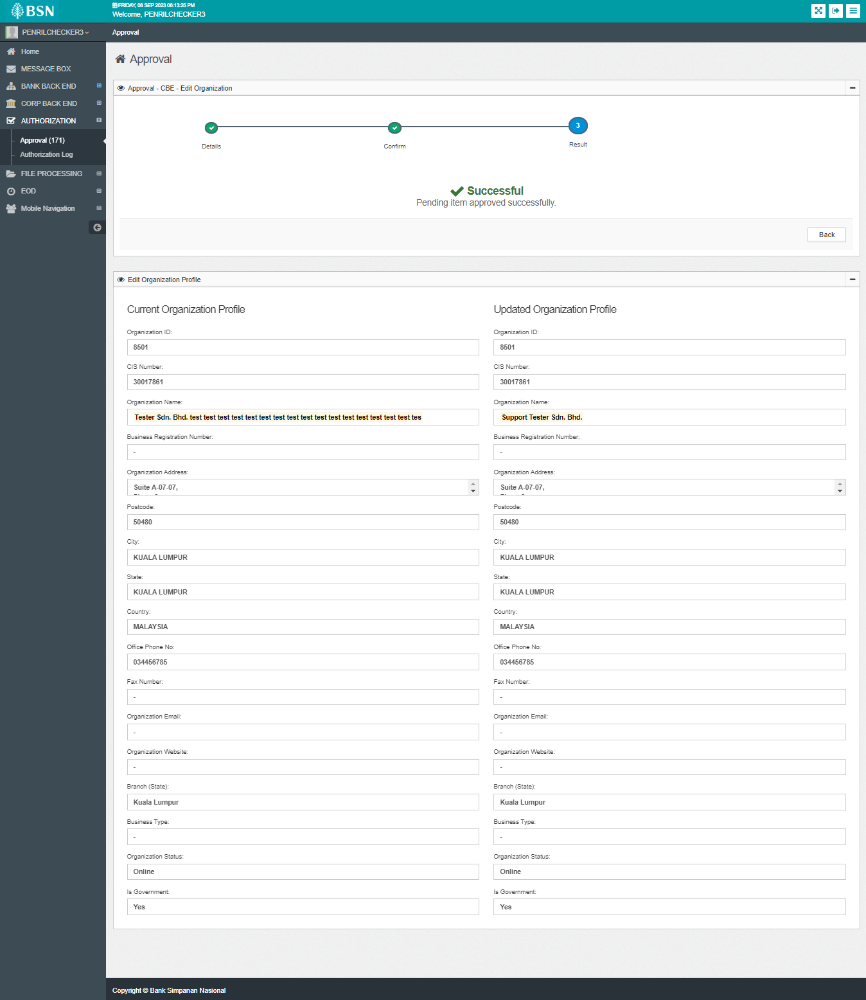 BSN
FRIDAY, 08 SEP 2023 06:13:25 PM
Welcome, PENRILCHECKER3
PENRILCHECKER3
Approval
Home
MESSAGE BOX
BANK BACK END
CORP BACK END
AUTHORIZATION
Approval (171)
Authorization Log
FILE PROCESSING
EOD
Mobile Navigation
Approval
Approval - CBE - Edit Organization
3
Details
Confirm
Result
Successful
Pending item approved successfully.
Back
Edit Organization Profile
Current Organization Profile
Organization ID:
8501
CIS Number:
30017861
Organization Name:
Tester Sdn. Bhd. test test test test test test test test test test test test test test test test tes
Business Registration Number:
-
Organization Address:
Suite A-07-07,
Postcode:
50480
City:
KUALA LUMPUR
State:
KUALA LUMPUR
Country:
MALAYSIA
Office Phone No:
034456785
Fax Number:
-
Organization Email:
-
Organization Website:
-
Branch (State):
Kuala Lumpur
Business Type:
-
Organization Status:
Online
Is Government:
Yes
Updated Organization Profile
Organization ID:
8501
CIS Number:
30017861
Organization Name:
Support Tester Sdn. Bhd.
Business Registration Number:
-
Organization Address:
Suite A-07-07,
Postcode:
50480
City:
KUALA LUMPUR
State:
KUALA LUMPUR
Country:
MALAYSIA
Office Phone No:
034456785
Fax Number:
-
Organization Email:
-
Organization Website:
-
Branch (State):
Kuala Lumpur
Business Type:
-
Organization Status:
Online
Is Government:
Yes
Copyright © Bank Simpanan Nasional